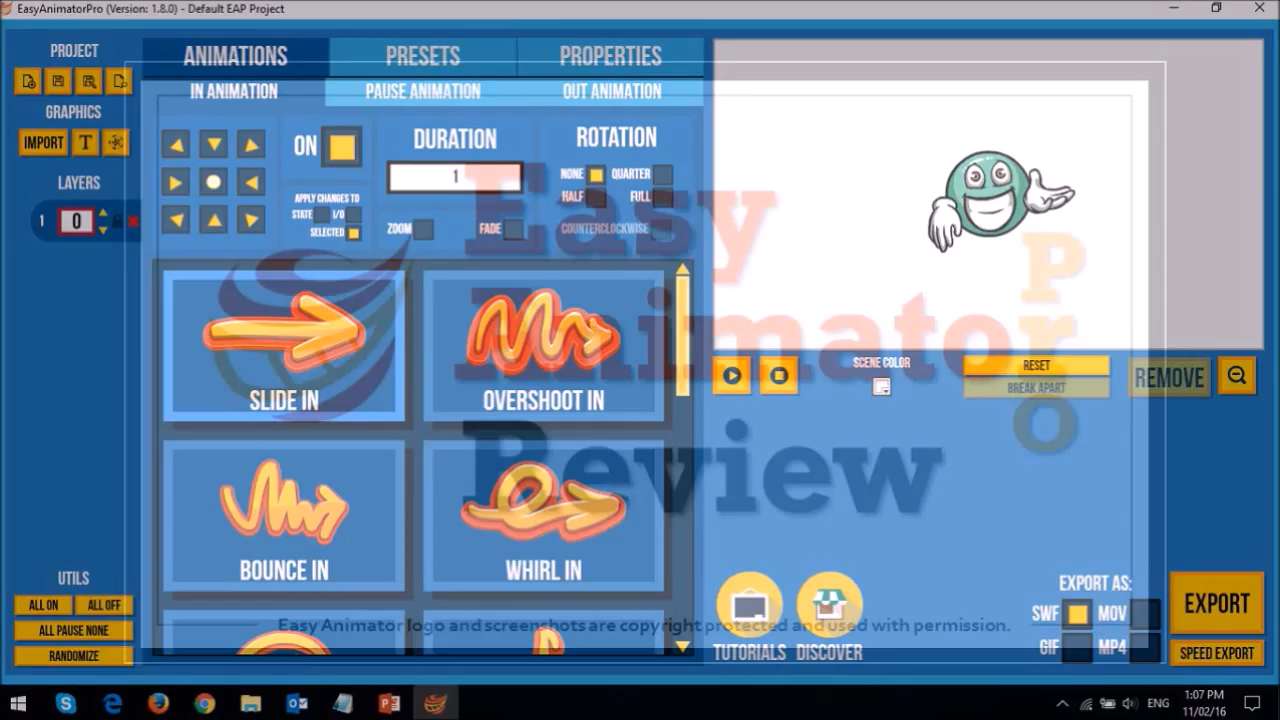 EasyAnimatorPro (Version: 1.8.0) - Default EAP Project
PROJECT
ANIMATIONS
PRESETS
PROPERTIES
IN ANIMATION
PAUSE ANIMATION
OUT ANIMATION
GRAPHICS
IMPORT
T
ON
DURATION
1
ROTATION
NONE
QUARTER
HALF
FULL
COUNTERCLOCKWISE
APPLY CHANGES TO
STATE
I/O
SELECTED
ZOOM
FADE
LAYERS
1
0
Easy
Animator
Pro
Review
SLIDE IN
OVERSHOOT IN
BOUNCE IN
WHIRL IN
SCENE COLOR
RESET
BREAK APART
REMOVE
UTILS
ALL ON
ALL OFF
ALL PAUSE NONE
RANDOMIZE
Easy Animator logo and screenshots are copyright protected and used with permission.
TUTORIALS
DISCOVER
EXPORT AS:
SWF
MOV
GIF
MP4
EXPORT
SPEED EXPORT
ENG
1:07 PM
11/02/16